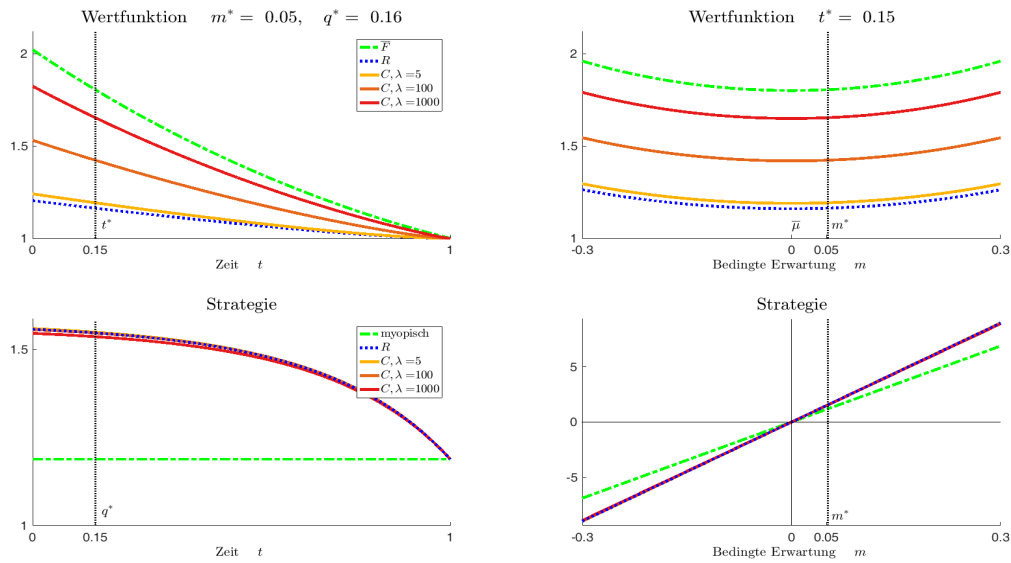 Wertfunktion m* = 0.05, q* = 0.16
2
1.5
1
F̅
R
C, λ =5
C, λ =100
C, λ =1000
t*
0
0.15
1
Zeit t
Wertfunktion t* = 0.15
2
1.5
1
μ̅
m*
-0.3
0
0.05
0.3
Bedingte Erwartung m
Strategie
1.5
1
myopisch
R
C, λ =5
C, λ =100
C, λ =1000
q*
0
0.15
1
Zeit t
Strategie
5
0
-5
m*
-0.3
0
0.05
0.3
Bedingte Erwartung m